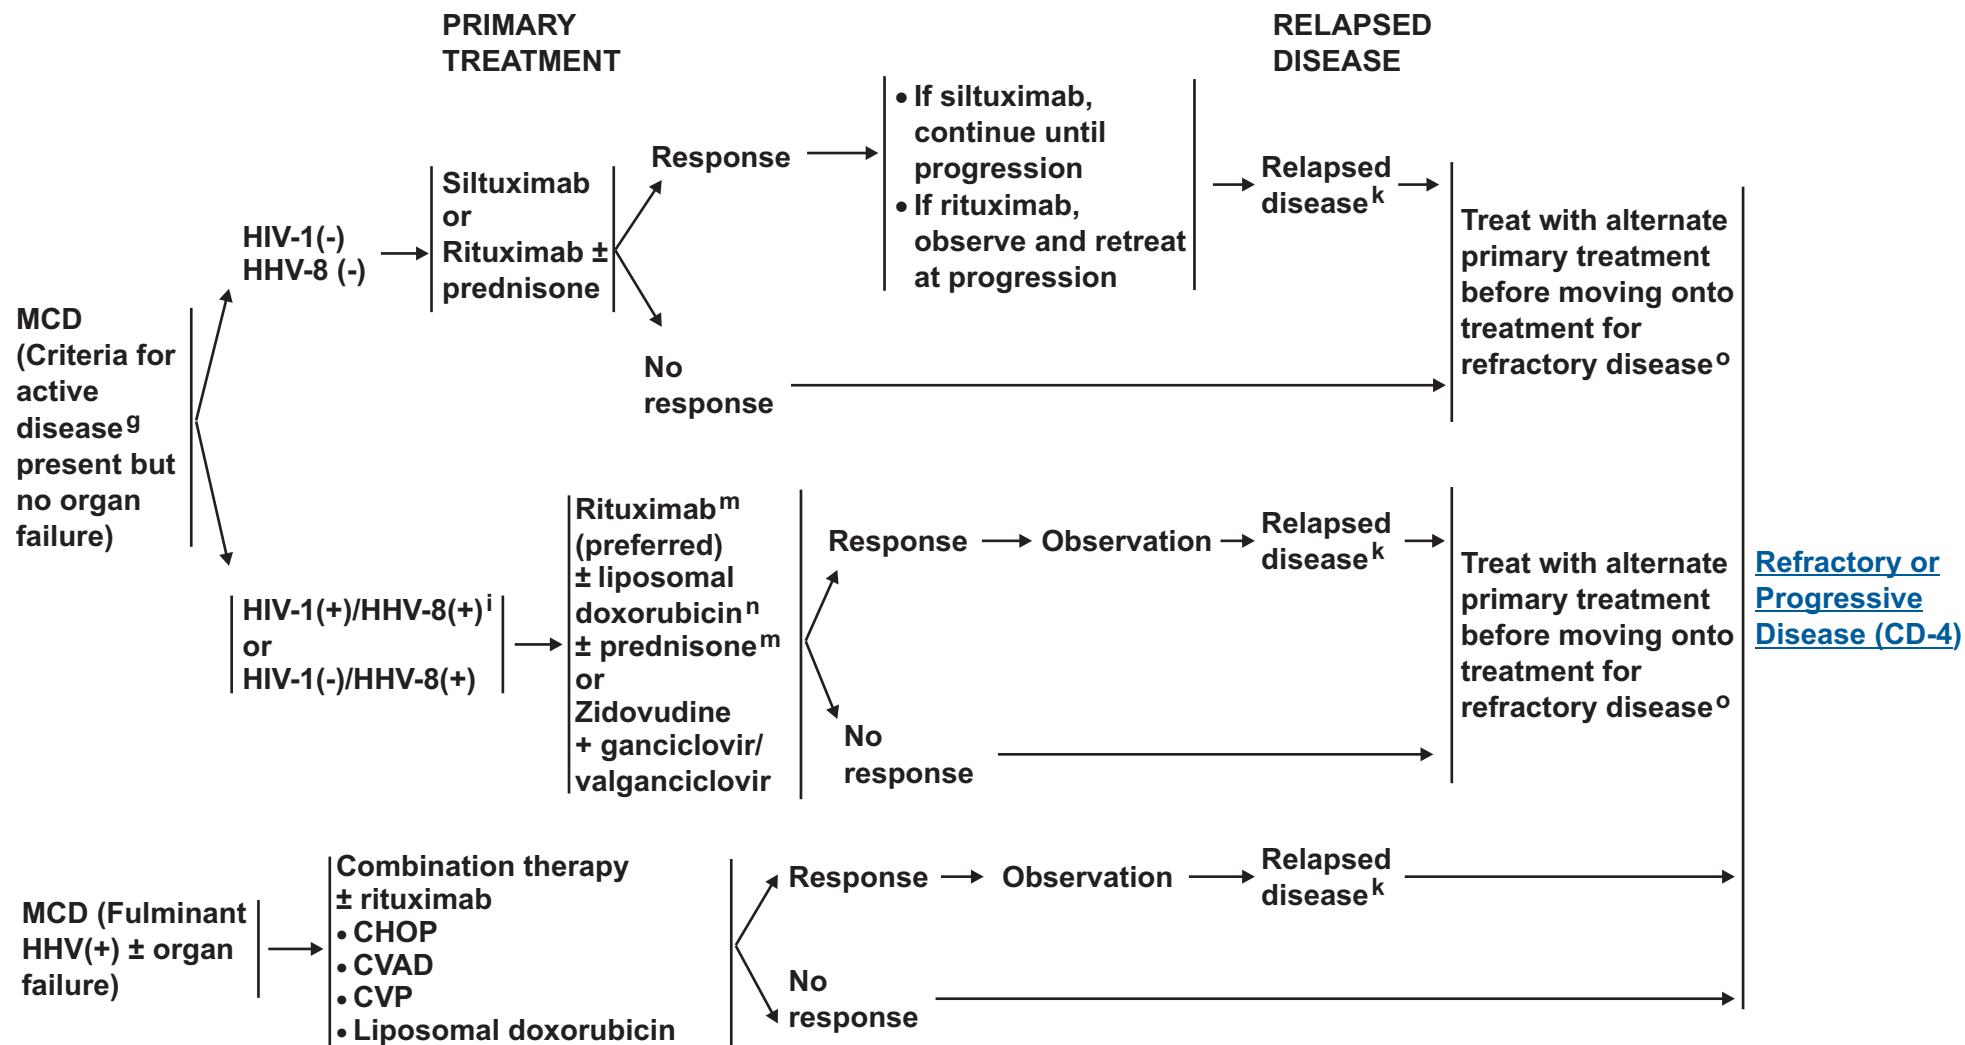 PRIMARY
TREATMENT
RELAPSED
DISEASE
MCD
(Criteria for
active
disease g
present but
no organ
failure)
HIV-1(-)
HHV-8 (-)
Siltuximab
or
Rituximab ±
prednisone
Response
• If siltuximab,
continue until
progression
• If rituximab,
observe and retreat
at progression
Relapsed
disease k
No
response
Treat with alternate
primary treatment
before moving onto
treatment for
refractory disease o
HIV-1(+)/HHV-8(+) i
or
HIV-1(-)/HHV-8(+)
Rituximab m
(preferred)
± liposomal
doxorubicin n
± prednisone m
or
Zidovudine
+ ganciclovir/
valganciclovir
Response
Observation
Relapsed
disease k
No
response
Treat with alternate
primary treatment
before moving onto
treatment for
refractory disease o
Refractory or
Progressive
Disease (CD-4)
MCD (Fulminant
HHV(+) ± organ
failure)
Combination therapy
± rituximab
• CHOP
• CVAD
• CVP
• Liposomal doxorubicin
Response
Observation
Relapsed
disease k
No
response